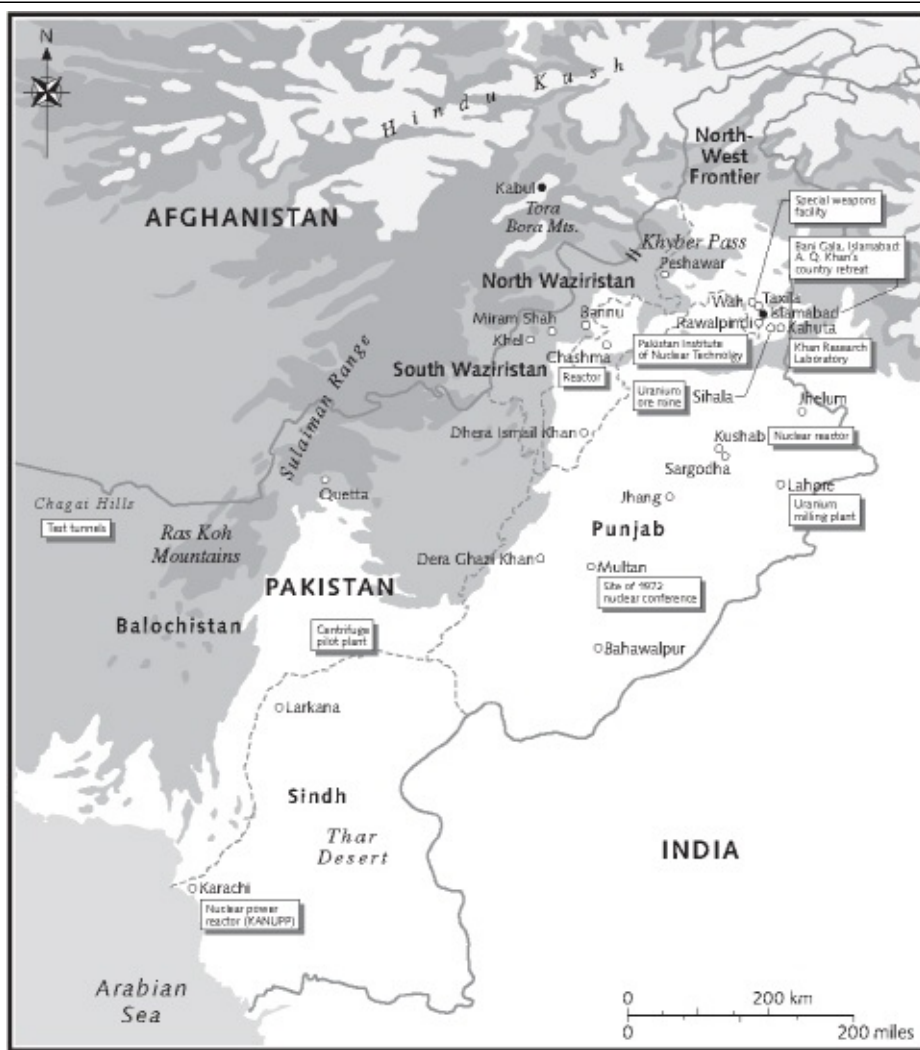 N
Hindu Kush
North-
West
Frontier
AFGHANISTAN
Kabul
Tora
Bora Mts.
Special weapons
facility
Khyber Pass
Peshawar
Bani Gala, Islamabad:
A. Q. Khan's
country retreat
North Waziristan
Wah
Taxila
Islamabad
Miram Shah
Bannu
Rawalpindi
Kahuta
Khel
Chashma
Pakistan Institute
of Nuclear Technolgy
Khan Research
Laboratory
South Waziristan
Reactor
Uranium
ore mine
Sihala
Jhelum
Sulaiman Range
Dhera Ismail Khan
Kushab
Nuclear reactor
Sargodha
Quetta
Lahore
Chagai Hills
Jhang
Uranium
milling plant
Test tunnels
Ras Koh
Mountains
Punjab
Dera Ghazi Khan
Multan
PAKISTAN
Site of 1972
nuclear conference
Balochistan
Centrifuge
pilot plant
Bahawalpur
Larkana
Sindh
Thar
Desert
INDIA
Karachi
Nuclear power
reactor (KANUPP)
Arabian
Sea
0 200 km
0 200 miles